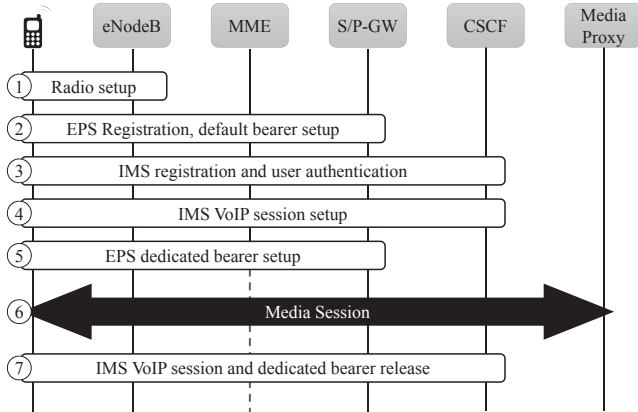 eNodeB
MME
S/P-GW
CSCF
Media
Proxy
1 Radio setup
2 EPS Registration, default bearer setup
3 IMS registration and user authentication
4 IMS VoIP session setup
5 EPS dedicated bearer setup
6 Media Session
7 IMS VoIP session and dedicated bearer release